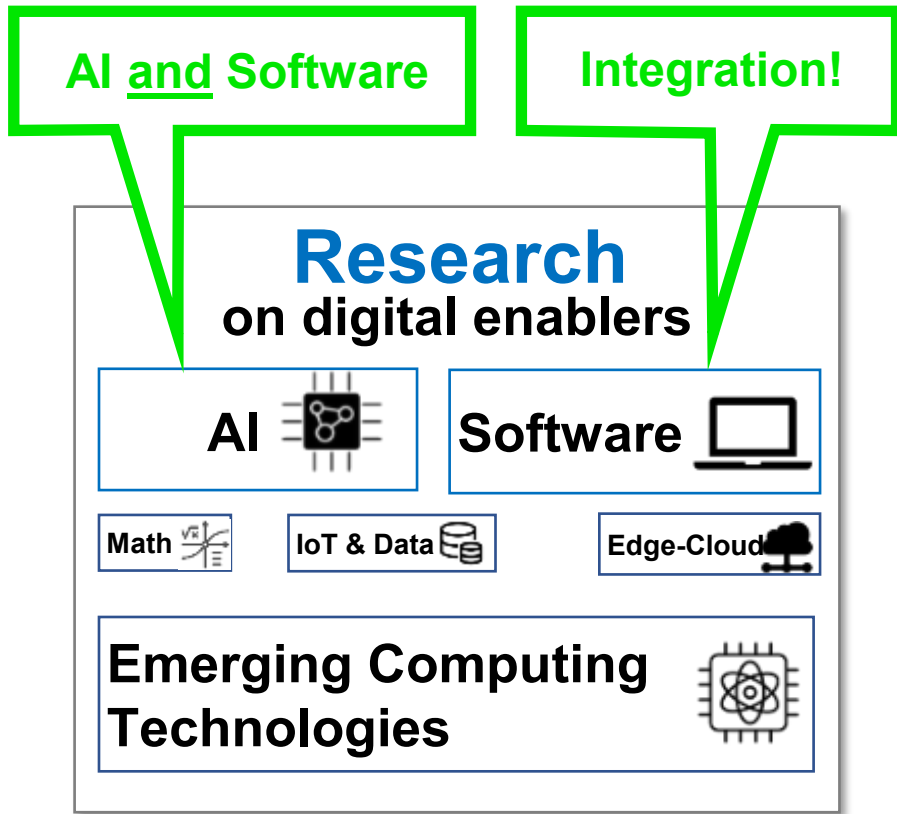 AI and Software
Integration!
Research
on digital enablers
AI
Software
Math
IoT & Data
Edge-Cloud
Emerging Computing
Technologies